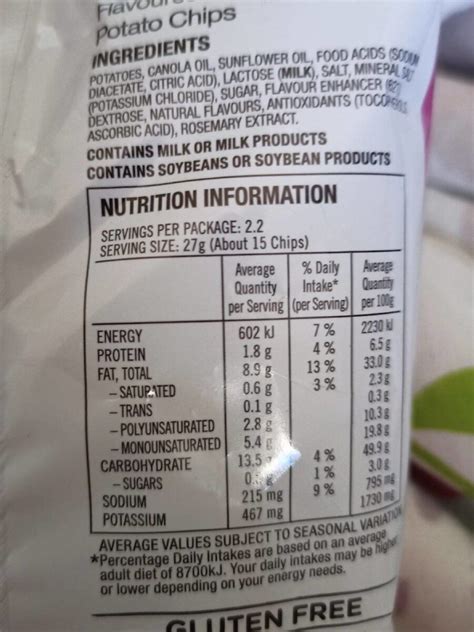 Flavour
Potato Chips
INGREDIENTS
POTATOES, CANOLA OIL, SUNFLOWER OIL, FOOD ACIDS (SODIUM
DIACETATE, CITRIC ACID), LACTOSE (MILK), SALT, MINERAL SALT
(POTASSIUM CHLORIDE), SUGAR, FLAVOUR ENHANCER
DEXTROSE, NATURAL FLAVOURS, ANTIOXIDANTS
ASCORBIC ACID), ROSEMARY EXTRACT.
CONTAINS MILK OR MILK PRODUCTS
CONTAINS SOYBEANS OR SOYBEAN PRODUCTS
NUTRITION INFORMATION
SERVINGS PER PACKAGE: 2.2
SERVING SIZE: 27g (About 15 Chips)
Average Quantity per Serving % Daily Intake* (per Serving) Average Quantity per 100g
ENERGY 602 kJ 7 % 2230 kJ
PROTEIN 1.8 g 4 % 6.5 g
FAT, TOTAL 8.9 g 13 % 33.0 g
– SATURATED 0.6 g 3 % 2.3 g
– TRANS 0.1 g 0.3 g
– POLYUNSATURATED 2.8 g 10.3 g
– MONOUNSATURATED 5.4 g 19.8 g
CARBOHYDRATE 13.5 4 % 49.9 g
– SUGARS 1 % 3.0 g
SODIUM 215 mg 9 % 795 mg
POTASSIUM 467 mg 1730 mg
AVERAGE VALUES SUBJECT TO SEASONAL VARIATION
*Percentage Daily Intakes are based on an average
adult diet of 8700kJ. Your daily intakes may be higher
or lower depending on your energy needs.
GLUTEN FREE